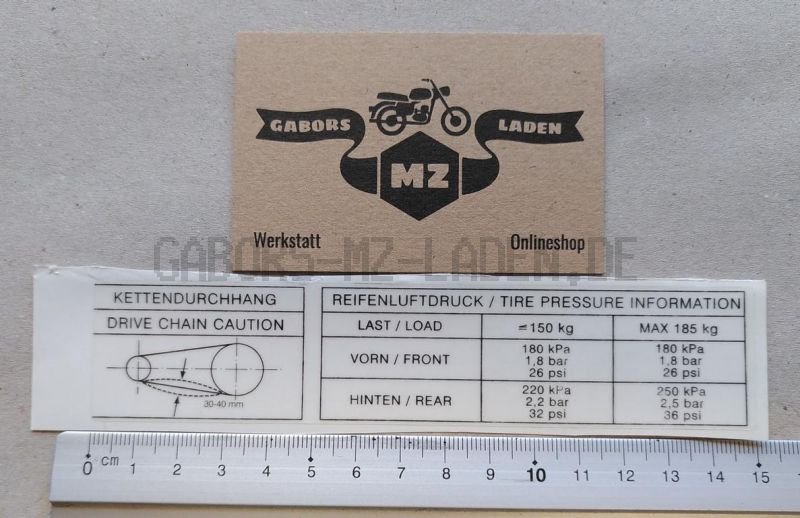 GABORS LADEN
MZ
Werkstatt Onlineshop
GABORS-MZ-LADEN.DE
KETTENDURCHHANG
DRIVE CHAIN CAUTION
30-40 mm
REIFENLUFTDRUCK / TIRE PRESSURE INFORMATION
LAST / LOAD ≤150 kg MAX 185 kg
VORN / FRONT 180 kPa 180 kPa
1,8 bar 1,8 bar
26 psi 26 psi
HINTEN / REAR 220 kPa 250 kPa
2,2 bar 2,5 bar
32 psi 36 psi
0 cm 1 2 3 4 5 6 7 8 9 10 11 12 13 14 15